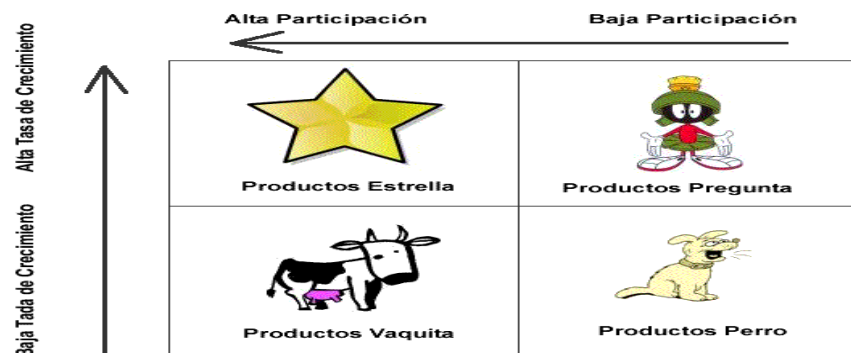 Alta Participación
Baja Participación
Alta Tasa de Crecimiento
Productos Estrella
Productos Pregunta
Baja Tada de Crecimiento
Productos Vaquita
Productos Perro